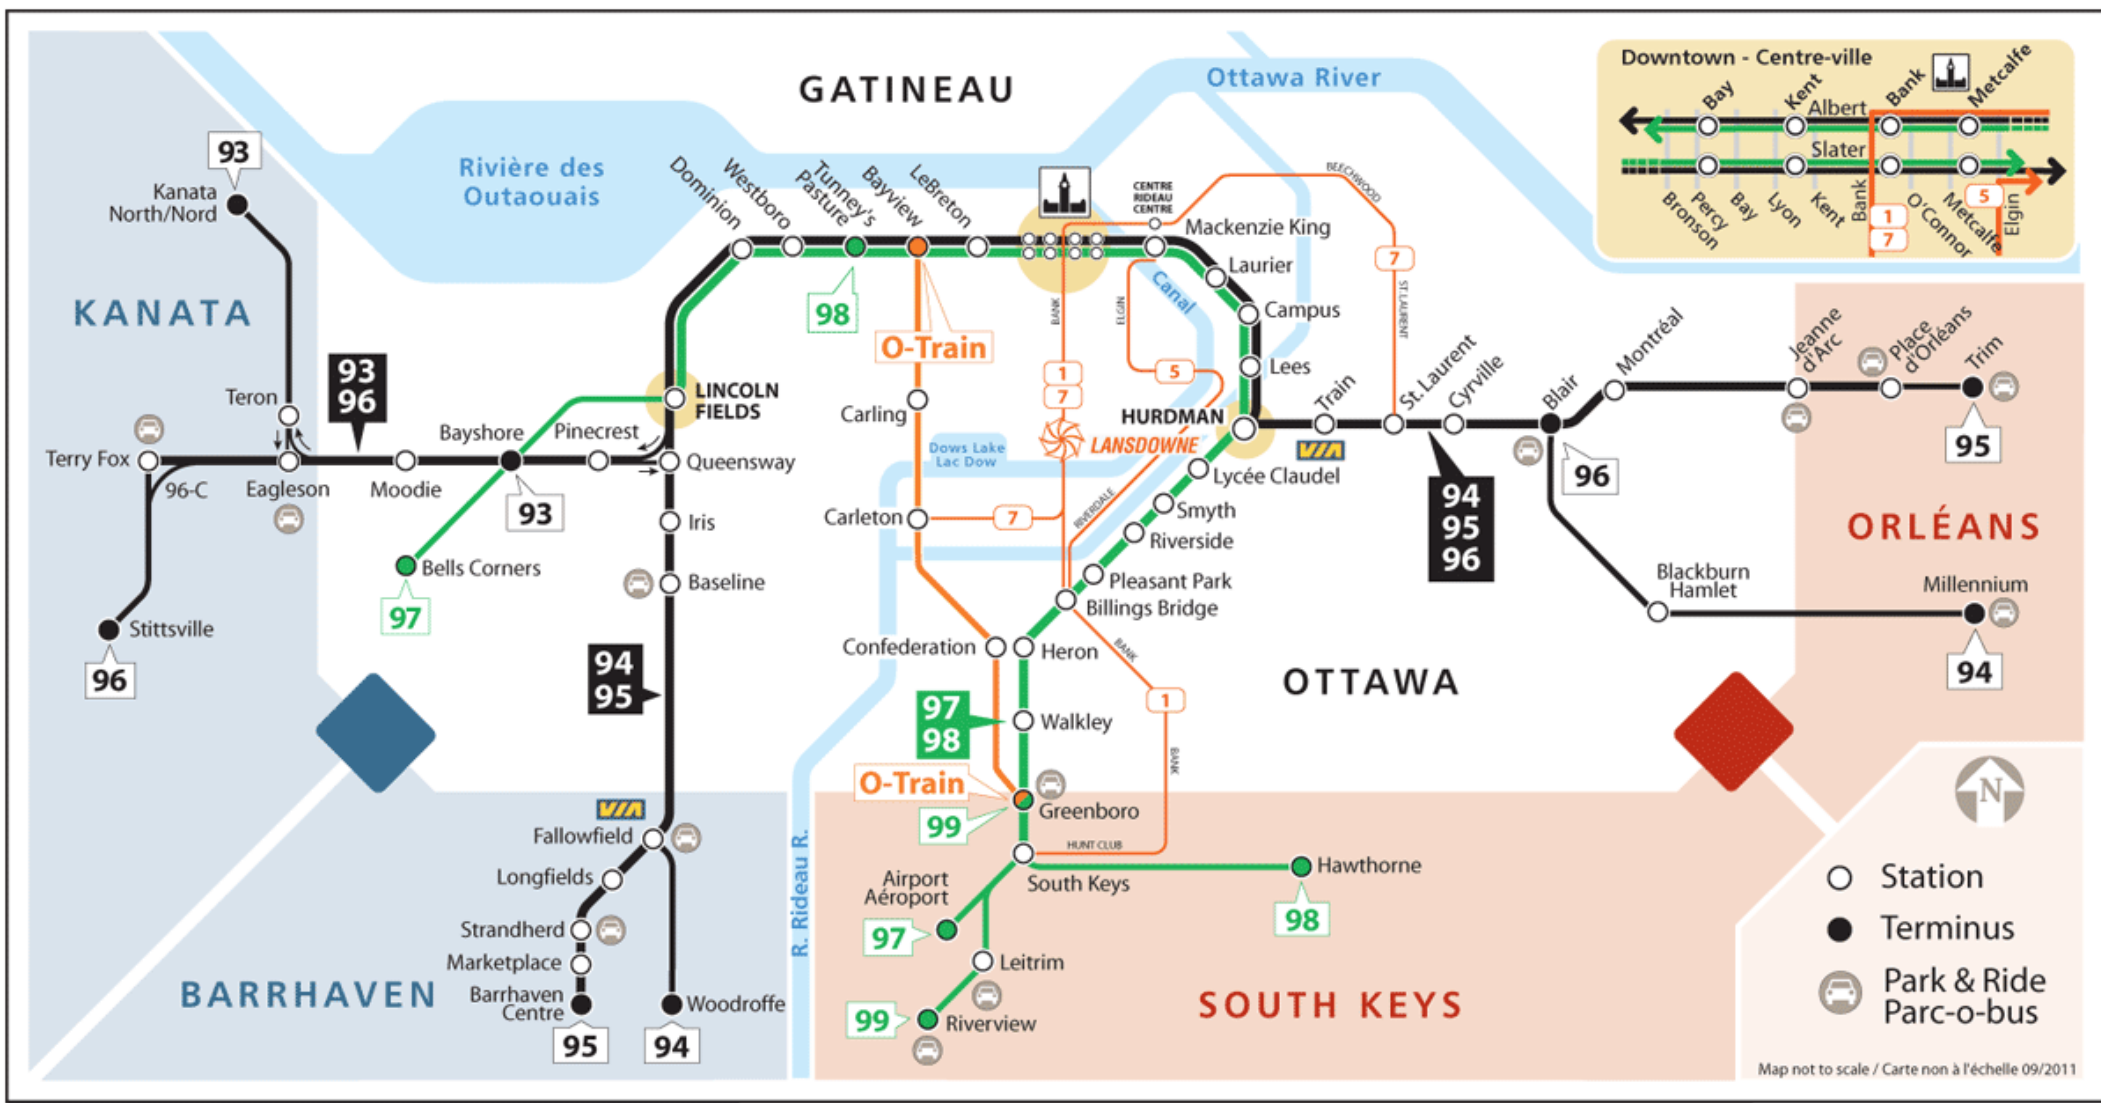 GATINEAU
Ottawa River
Rivière des
Outaouais
Downtown - Centre-ville
Bay
Kent
Bank
Metcalfe
Albert
Slater
Bronson
Percy
Bay
Lyon
Kent
Bank
O'Connor
Metcalfe
Elgin
1
7
5
93
Kanata
North/Nord
KANATA
Teron
93
96
Terry Fox
96-C
Eagleson
Moodie
Bayshore
Pinecrest
93
Queensway
LINCOLN
FIELDS
Bells Corners
97
Stittsville
96
Iris
Baseline
94
95
Dominion
Westboro
Tunney's
Pasture
Bayview
LeBreton
98
O-Train
CENTRE
RIDEAU
CENTRE
Mackenzie King
BEECHWOOD
7
ST.LAURENT
Laurier
Campus
Lees
Canal
BANK
ELGIN
1
7
5
HURDMAN
LANSDOWNE
Dows Lake
Lac Dow
Carling
Carleton
7
RIVERDALE
Train
VIA
St. Laurent
Cyrville
Blair
Montréal
Jeanne
d'Arc
Place
d'Orléans
Trim
95
96
94
95
96
ORLÉANS
Blackburn
Hamlet
Millennium
94
Lycée Claudel
Smyth
Riverside
Pleasant Park
Billings Bridge
Confederation
Heron
BANK
1
BANK
OTTAWA
97
98
Walkley
O-Train
99
Greenboro
HUNT CLUB
South Keys
Hawthorne
98
Airport
Aéroport
97
Leitrim
99
Riverview
SOUTH KEYS
R. Rideau R.
VIA
Fallowfield
Longfields
Strandherd
Marketplace
Barrhaven
Centre
95
Woodroffe
94
BARRHAVEN
N
Station
Terminus
Park & Ride
Parc-o-bus
Map not to scale / Carte non à l'échelle 09/2011